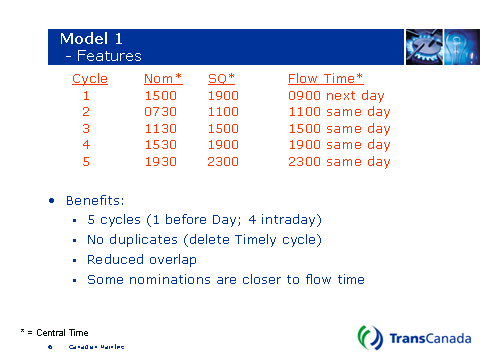 Model 1
- Features
Cycle Nom* SQ* Flow Time*
1 1500 1900 0900 next day
2 0730 1100 1100 same day
3 1130 1500 1500 same day
4 1530 1900 1900 same day
5 1930 2300 2300 same day
• Benefits:
▪ 5 cycles (1 before Day; 4 intraday)
▪ No duplicates (delete Timely cycle)
▪ Reduced overlap
▪ Some nominations are closer to flow time
* = Central Time
6
TransCanada